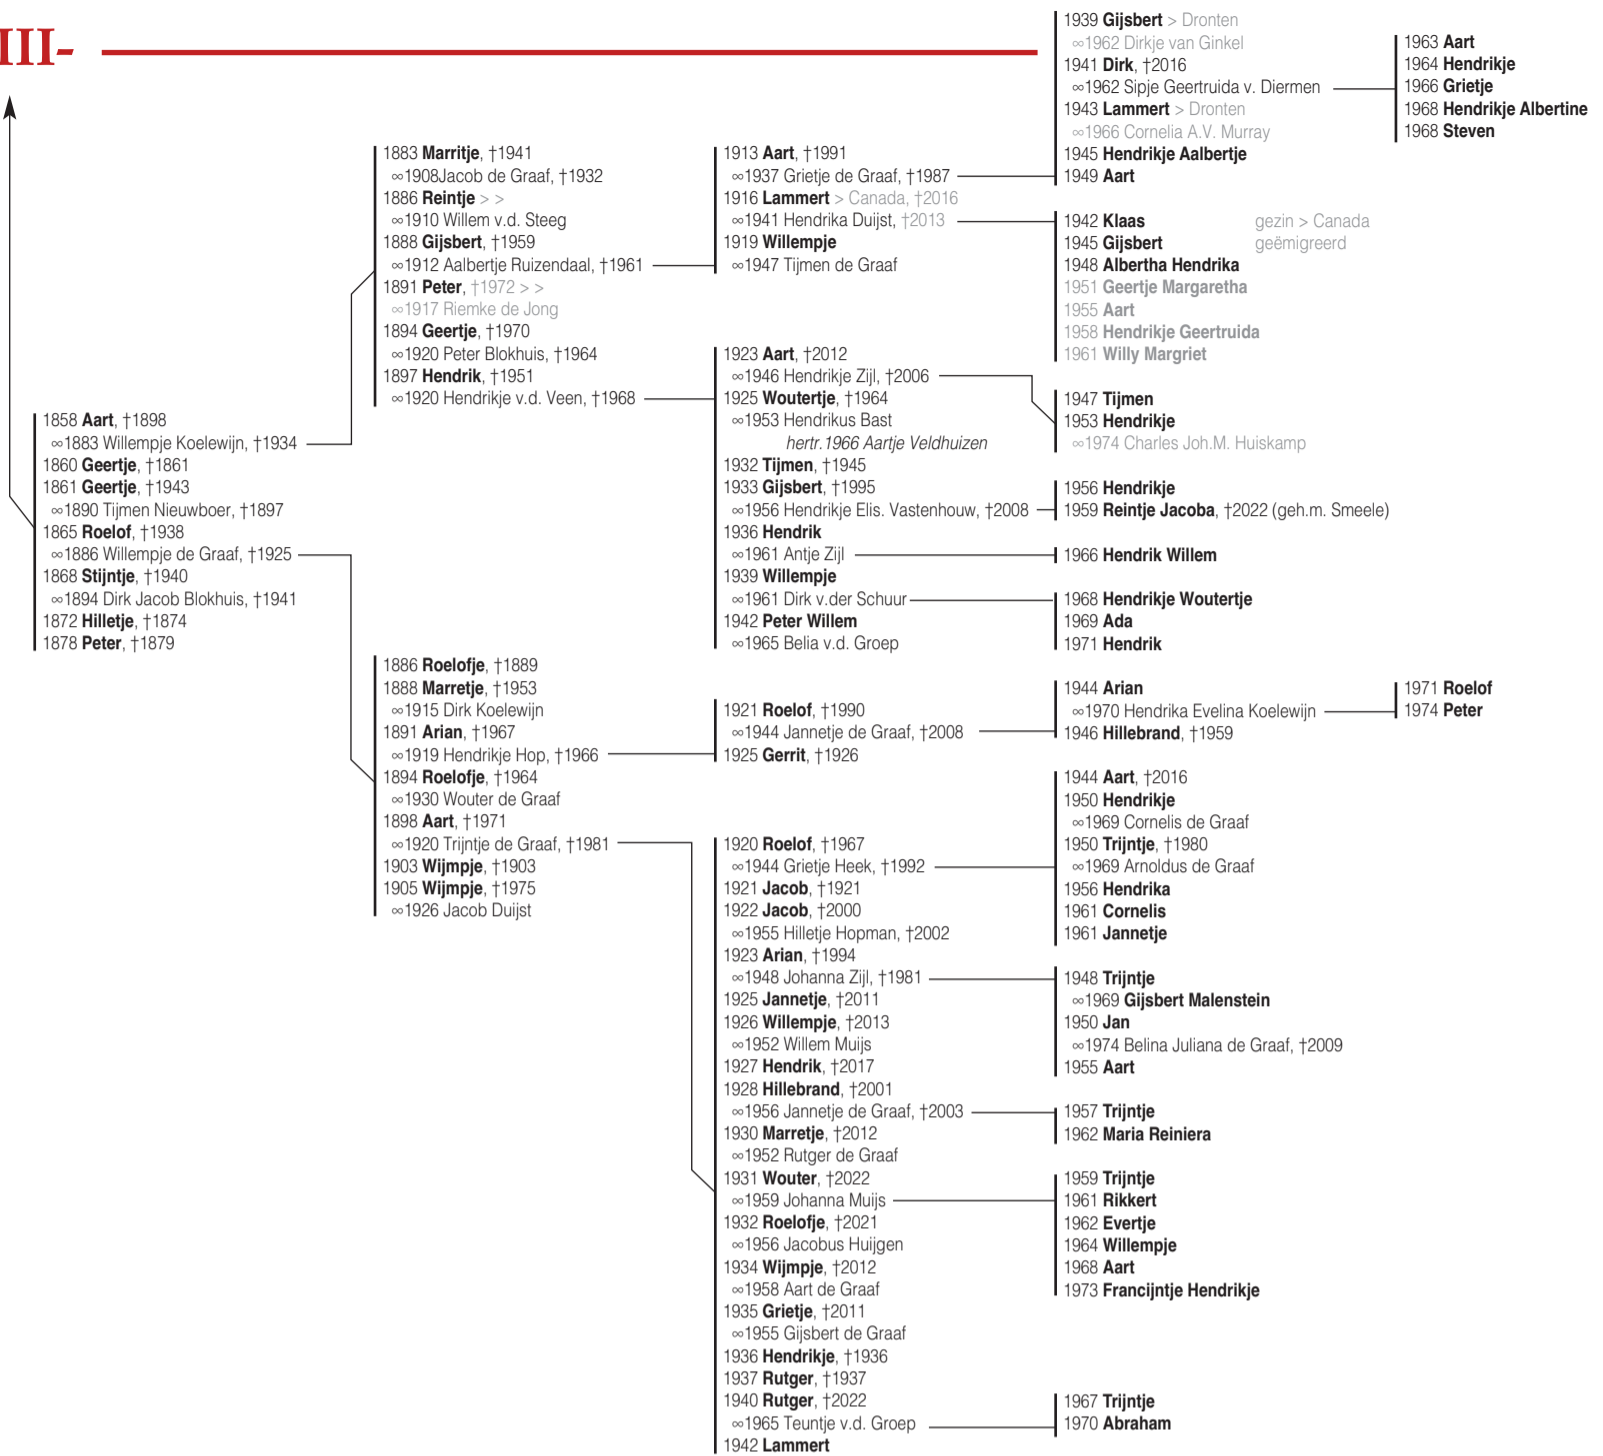 III-
1858 Aart, †1898
∞1883 Willempje Koelewijn, †1934
1860 Geertje, †1861
1861 Geertje, †1943
∞1890 Tijmen Nieuwboer, †1897
1865 Roelof, †1938
∞1886 Willempje de Graaf, †1925
1868 Stijntje, †1940
∞1894 Dirk Jacob Blokhuis, †1941
1872 Hilletje, †1874
1878 Peter, †1879
1883 Marritje, †1941
∞1908Jacob de Graaf, †1932
1886 Reintje > >
∞1910 Willem v.d. Steeg
1888 Gijsbert, †1959
∞1912 Aalbertje Ruizendaal, †1961
1891 Peter, †1972 > >
∞1917 Riemke de Jong
1894 Geertje, †1970
∞1920 Peter Blokhuis, †1964
1897 Hendrik, †1951
∞1920 Hendrikje v.d. Veen, †1968
1886 Roelofje, †1889
1888 Marretje, †1953
∞1915 Dirk Koelewijn
1891 Arian, †1967
∞1919 Hendrikje Hop, †1966
1894 Roelofje, †1964
∞1930 Wouter de Graaf
1898 Aart, †1971
∞1920 Trijntje de Graaf, †1981
1903 Wijmpje, †1903
1905 Wijmpje, †1975
∞1926 Jacob Duijst
1913 Aart, †1991
∞1937 Grietje de Graaf, †1987
1916 Lammert > Canada, †2016
∞1941 Hendrika Duijst, †2013
1919 Willempje
∞1947 Tijmen de Graaf
1923 Aart, †2012
∞1946 Hendrikje Zijl, †2006
1925 Woutertje, †1964
∞1953 Hendrikus Bast
hertr.1966 Aartje Veldhuizen
1932 Tijmen, †1945
1933 Gijsbert, †1995
∞1956 Hendrikje Elis. Vastenhouw, †2008
1936 Hendrik
∞1961 Antje Zijl
1939 Willempje
∞1961 Dirk v.der Schuur
1942 Peter Willem
∞1965 Belia v.d. Groep
1921 Roelof, †1990
∞1944 Jannetje de Graaf, †2008
1925 Gerrit, †1926
1920 Roelof, †1967
∞1944 Grietje Heek, †1992
1921 Jacob, †1921
1922 Jacob, †2000
∞1955 Hilletje Hopman, †2002
1923 Arian, †1994
∞1948 Johanna Zijl, †1981
1925 Jannetje, †2011
1926 Willempje, †2013
∞1952 Willem Muijs
1927 Hendrik, †2017
1928 Hillebrand, †2001
∞1956 Jannetje de Graaf, †2003
1930 Marretje, †2012
∞1952 Rutger de Graaf
1931 Wouter, †2022
∞1959 Johanna Muijs
1932 Roelofje, †2021
∞1956 Jacobus Huijgen
1934 Wijmpje, †2012
∞1958 Aart de Graaf
1935 Grietje, †2011
∞1955 Gijsbert de Graaf
1936 Hendrikje, †1936
1937 Rutger, †1937
1940 Rutger, †2022
∞1965 Teuntje v.d. Groep
1942 Lammert
1939 Gijsbert > Dronten
∞1962 Dirkje van Ginkel
1941 Dirk, †2016
∞1962 Sipje Geertruida v. Diermen
1943 Lammert > Dronten
∞1966 Cornelia A.V. Murray
1945 Hendrikje Aalbertje
1949 Aart
1942 Klaas gezin > Canada
1945 Gijsbert geëmigreerd
1948 Albertha Hendrika
1951 Geertje Margaretha
1955 Aart
1958 Hendrikje Geertruida
1961 Willy Margriet
1947 Tijmen
1953 Hendrikje
∞1974 Charles Joh.M. Huiskamp
1956 Hendrikje
1959 Reintje Jacoba, †2022 (geh.m. Smeele)
1966 Hendrik Willem
1968 Hendrikje Woutertje
1969 Ada
1971 Hendrik
1944 Arian
∞1970 Hendrika Evelina Koelewijn
1946 Hillebrand, †1959
1944 Aart, †2016
1950 Hendrikje
∞1969 Cornelis de Graaf
1950 Trijntje, †1980
∞1969 Arnoldus de Graaf
1956 Hendrika
1961 Cornelis
1961 Jannetje
1948 Trijntje
∞1969 Gijsbert Malenstein
1950 Jan
∞1974 Belina Juliana de Graaf, †2009
1955 Aart
1957 Trijntje
1962 Maria Reiniera
1959 Trijntje
1961 Rikkert
1962 Evertje
1964 Willempje
1968 Aart
1973 Francijntje Hendrikje
1967 Trijntje
1970 Abraham
1963 Aart
1964 Hendrikje
1966 Grietje
1968 Hendrikje Albertine
1968 Steven
1971 Roelof
1974 Peter